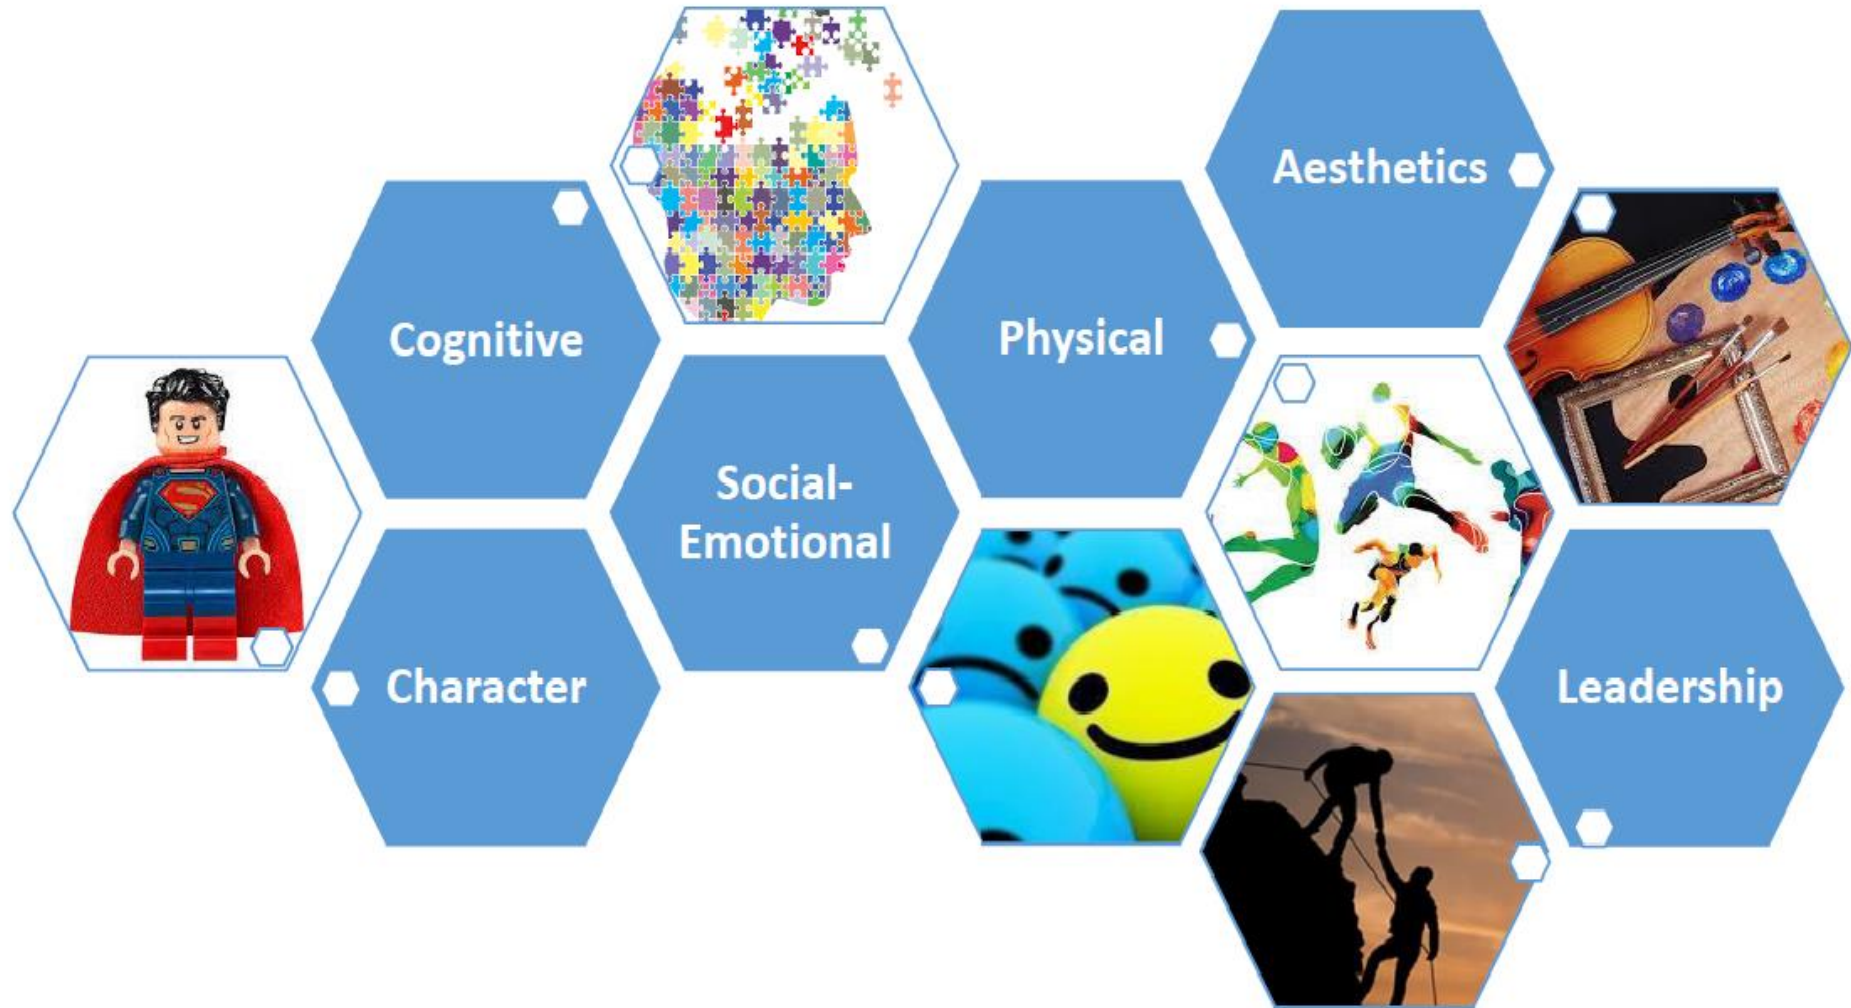 Aesthetics
Cognitive
Physical
Social-
Emotional
Character
Leadership